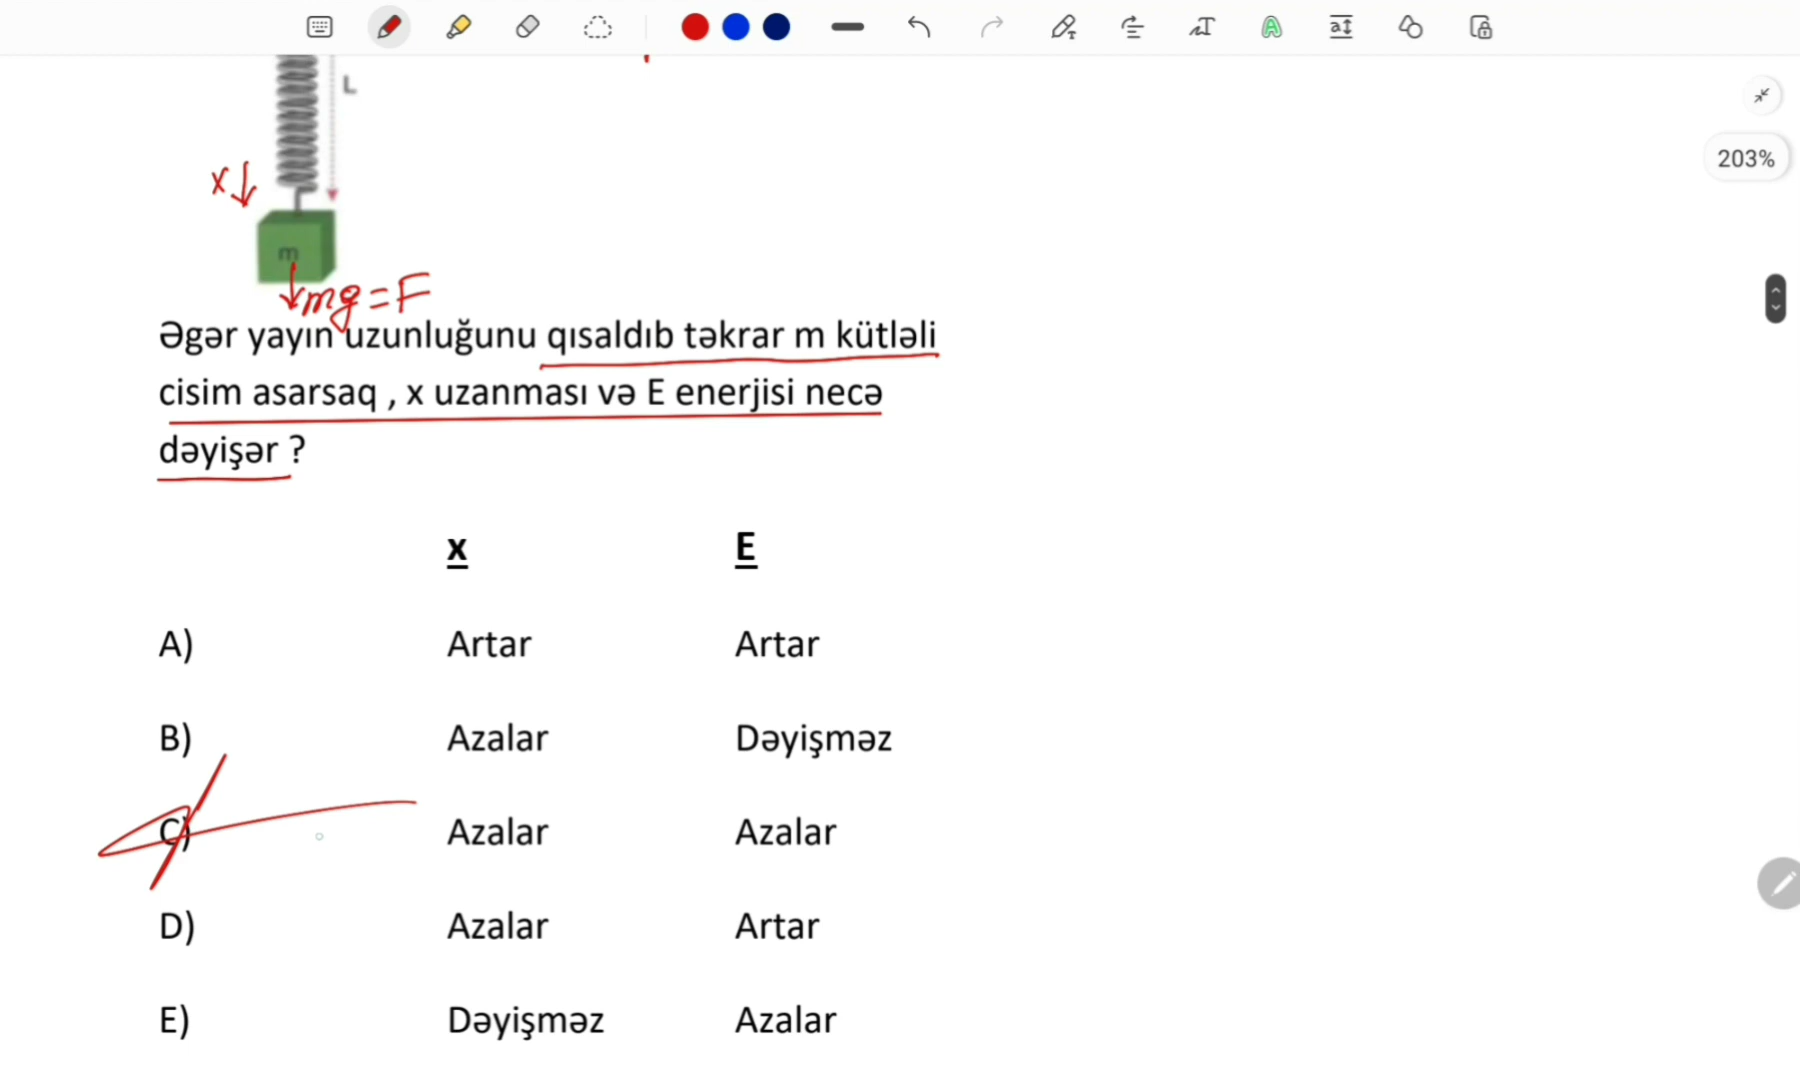 L
203%
x↓
m
mg = F
Əgər yayın uzunluğunu qısaldıb təkrar m kütləli
cisim asarsaq , x uzanması və E enerjisi necə
dəyişər ?
x E
A) Artar Artar
B) Azalar Dəyişməz
C) Azalar Azalar
D) Azalar Artar
E) Dəyişməz Azalar